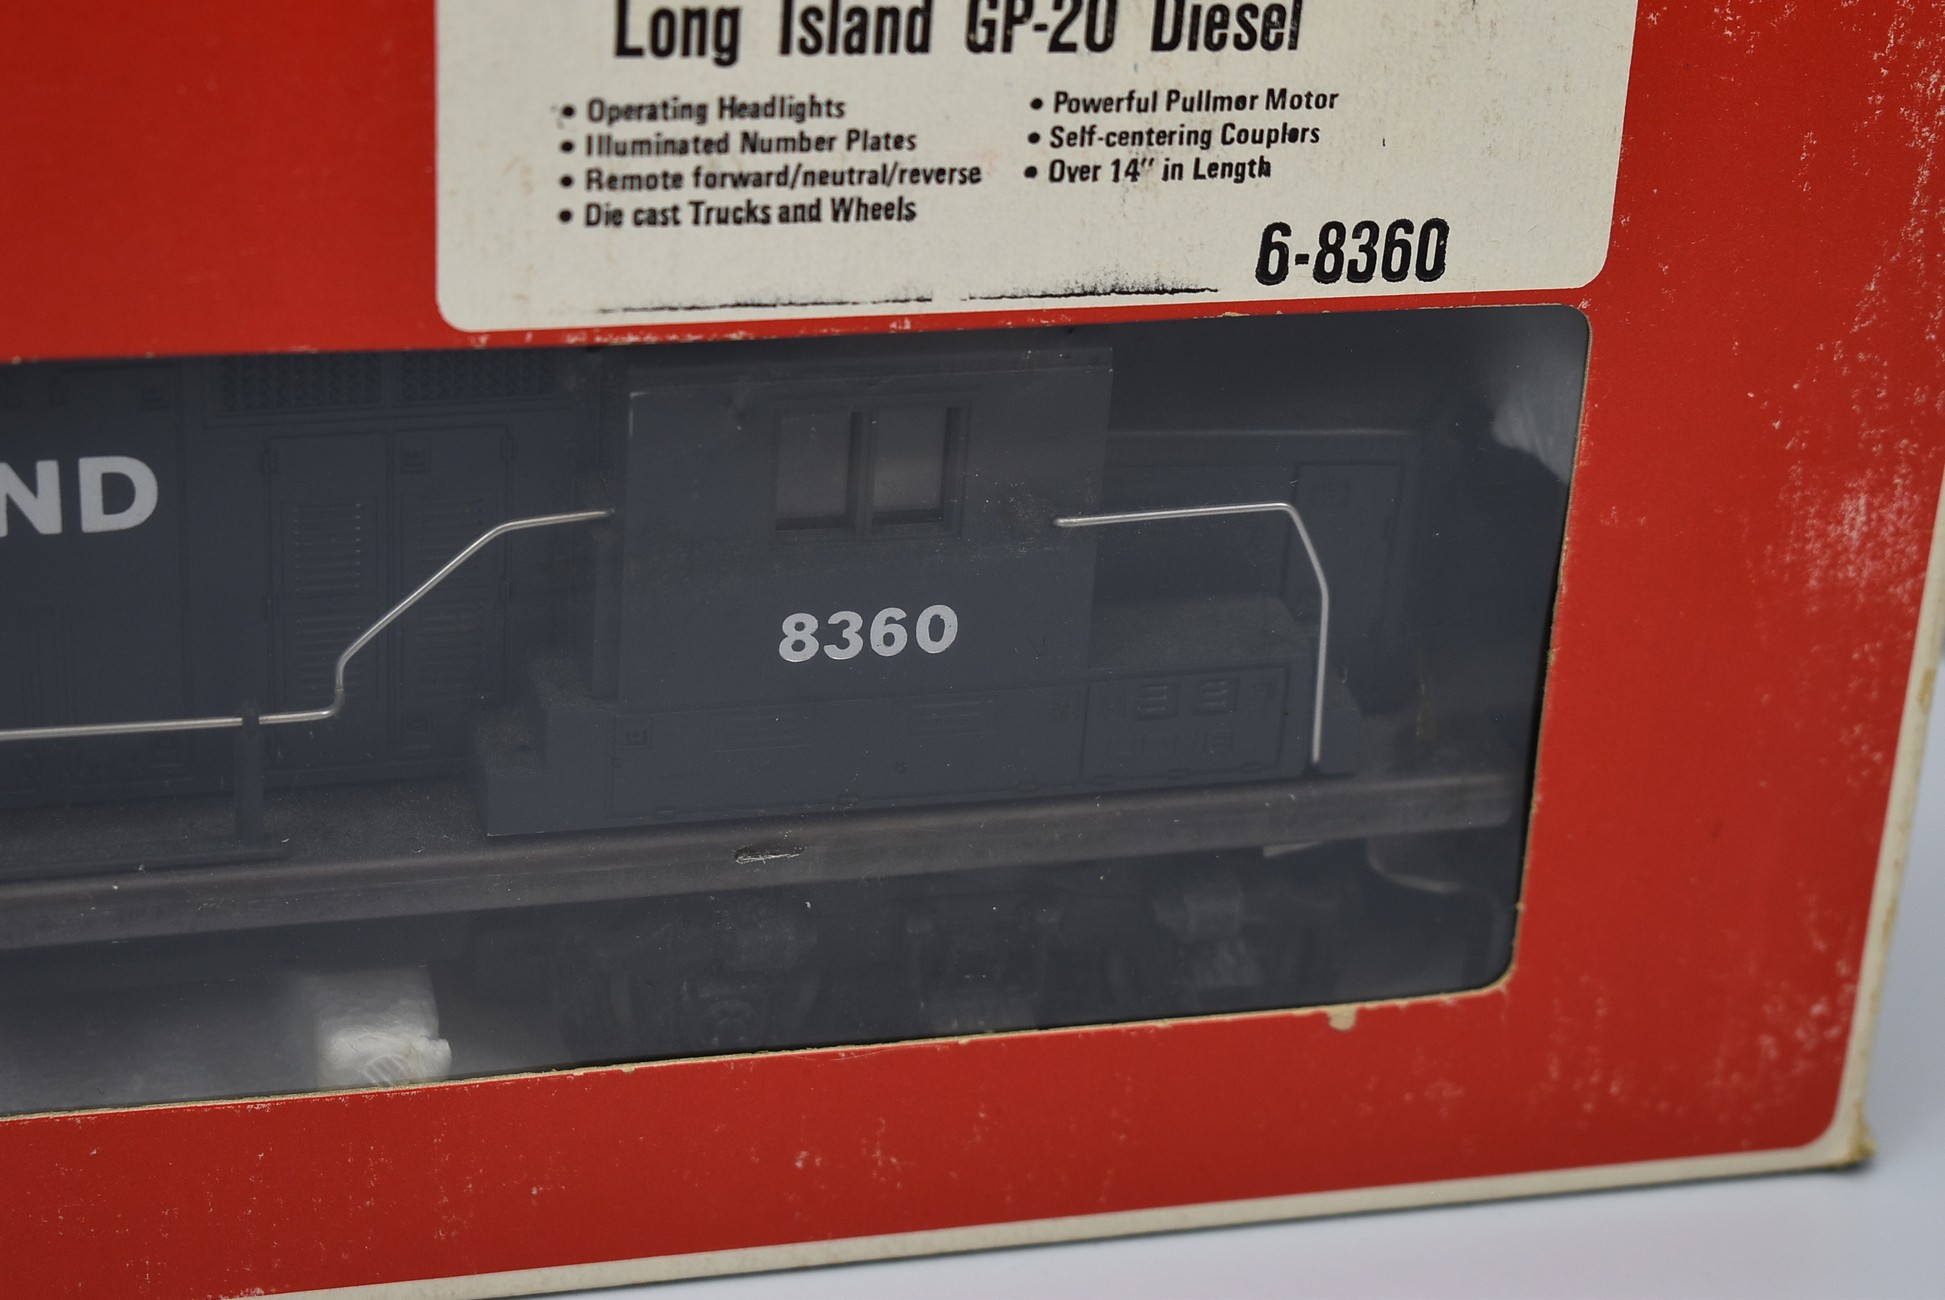 Long Island GP-20 Diesel
• Operating Headlights
• Illuminated Number Plates
• Remote forward/neutral/reverse
• Die cast Trucks and Wheels
• Powerful Pullmor Motor
• Self-centering Couplers
• Over 14" in Length
6-8360
ND
8360